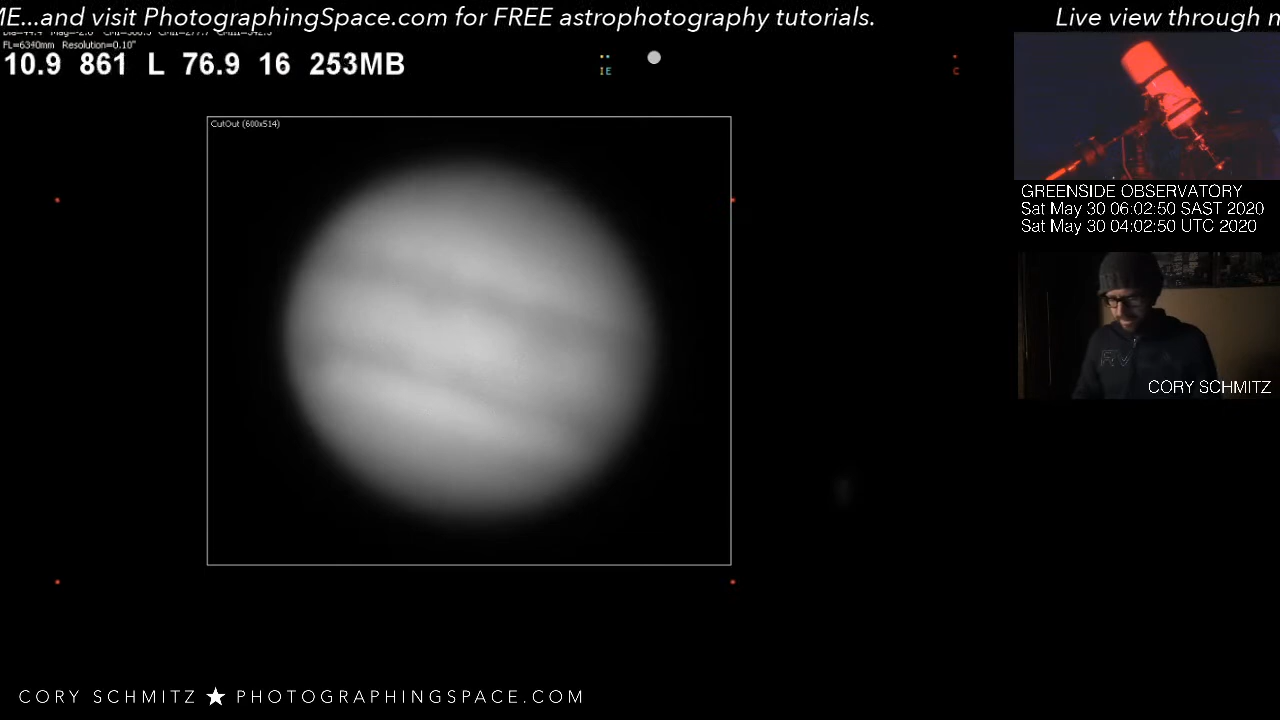 ME...and visit PhotographingSpace.com for FREE astrophotography tutorials. Live view through n
FL=6340mm Resolution=0.10"
10.9 861 L 76.9 16 253MB
IE
C
CutOut (600x514)
GREENSIDE OBSERVATORY
Sat May 30 06:02:50 SAST 2020
Sat May 30 04:02:50 UTC 2020
RV
CORY SCHMITZ
CORY SCHMITZ ★ PHOTOGRAPHINGSPACE.COM